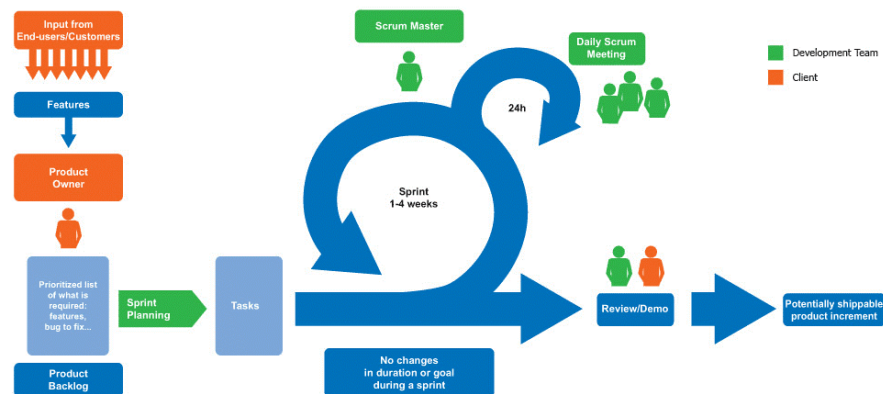 Input from
End-users/Customers
Features
Product
Owner
Prioritized list
of what is
required:
features,
bug to fix...
Product
Backlog
Sprint
Planning
Tasks
Scrum Master
Sprint
1-4 weeks
24h
Daily Scrum
Meeting
No changes
in duration or goal
during a sprint
Review/Demo
Potentially shippable
product increment
Development Team
Client